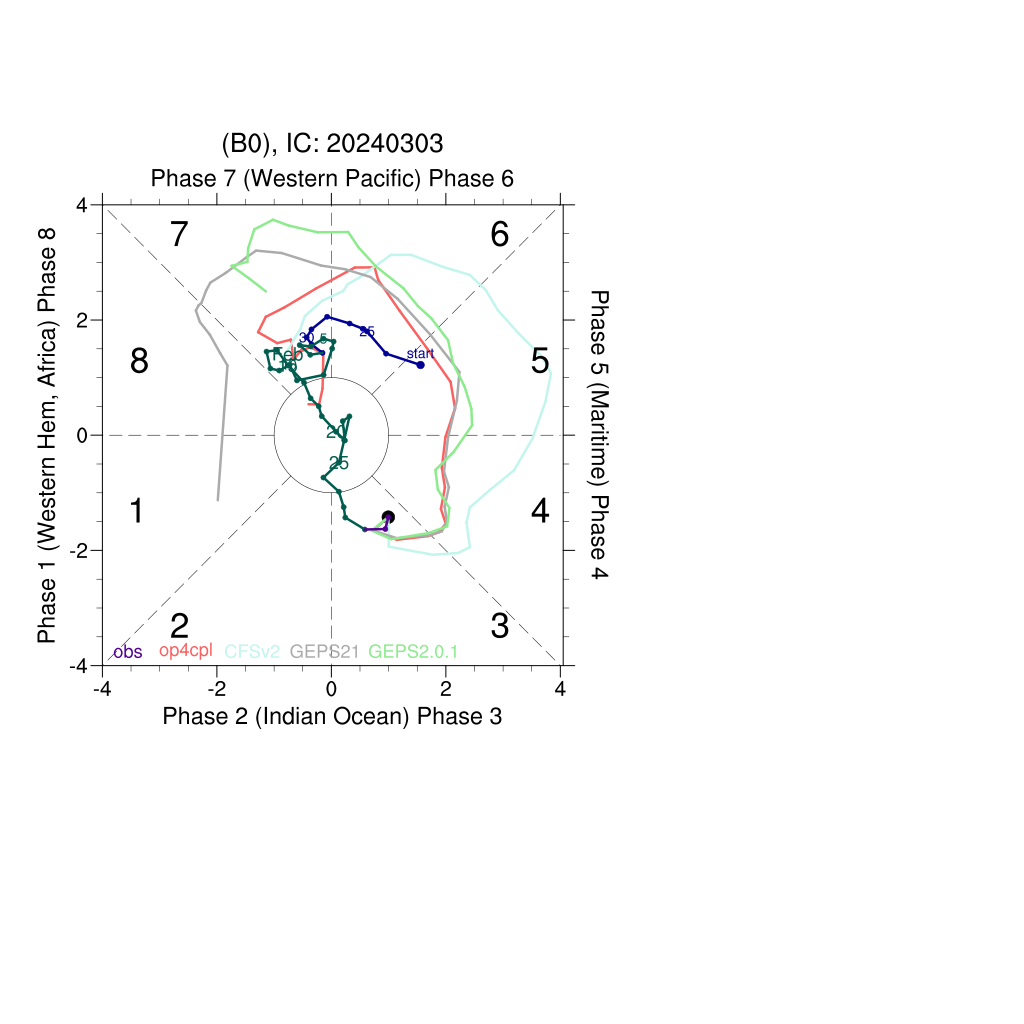 (B0), IC: 20240303
Phase 7 (Western Pacific) Phase 6
4
7
6
Phase 1 (Western Hem, Africa) Phase 8
Phase 5 (Maritime) Phase 4
2
25
30
5
start
Feb
8
5
0
20
25
1
4
-2
2
3
obs op4cpl CFSv2 GEPS21 GEPS2.0.1
-4
-4 -2 0 2 4
Phase 2 (Indian Ocean) Phase 3